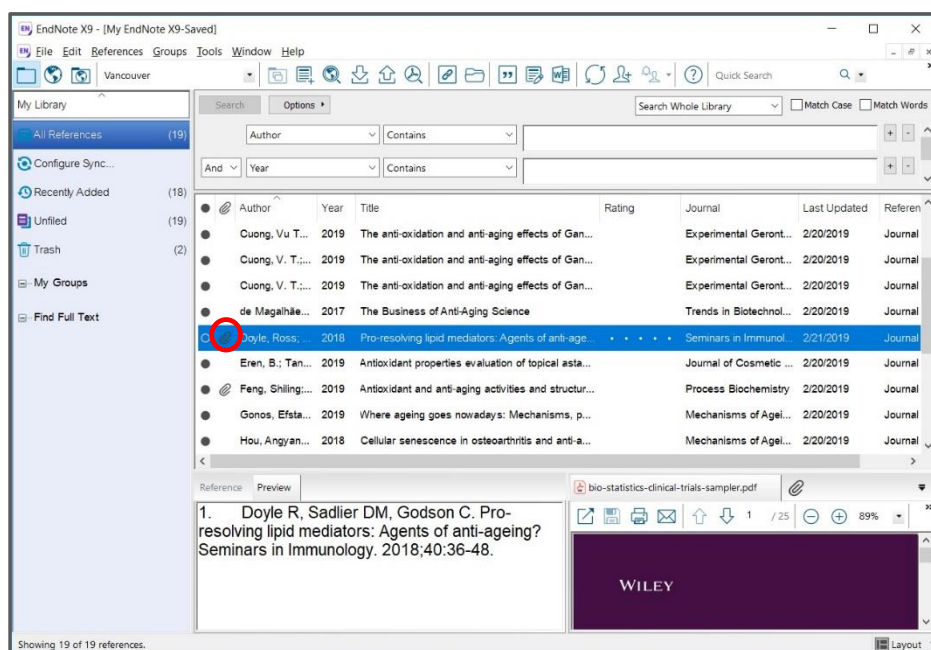 EndNote X9 - [My EndNote X9-Saved]
File Edit References Groups Tools Window Help
Vancouver
Quick Search
My Library
Search Options
Search Whole Library
Match Case
Match Words
All References (19)
Author Contains
Configure Sync...
And Year Contains
Recently Added (18)
Unfiled (19)
Trash (2)
My Groups
Find Full Text
Author Year Title Rating Journal Last Updated Referen
Cuong, Vu T... 2019 The anti-oxidation and anti-aging effects of Gan... Experimental Geront... 2/20/2019 Journal
Cuong, V. T.;... 2019 The anti-oxidation and anti-aging effects of Gan... Experimental Geront... 2/20/2019 Journal
Cuong, V. T.;... 2019 The anti-oxidation and anti-aging effects of Gan... Experimental Geront... 2/20/2019 Journal
de Magalhãe... 2017 The Business of Anti-Aging Science Trends in Biotechnol... 2/20/2019 Journal
Doyle, Ross; ... 2018 Pro-resolving lipid mediators: Agents of anti-age... Seminars in Immunol... 2/21/2019 Journal
Eren, B.; Tan... 2019 Antioxidant properties evaluation of topical asta... Journal of Cosmetic ... 2/20/2019 Journal
Feng, Shiling;... 2019 Antioxidant and anti-aging activities and structur... Process Biochemistry 2/20/2019 Journal
Gonos, Efsta... 2019 Where ageing goes nowadays: Mechanisms, p... Mechanisms of Agei... 2/20/2019 Journal
Hou, Angyan... 2018 Cellular senescence in osteoarthritis and anti-a... Mechanisms of Agei... 2/20/2019 Journal
Reference Preview
bio-statistics-clinical-trials-sampler.pdf
1. Doyle R, Sadlier DM, Godson C. Pro-
resolving lipid mediators: Agents of anti-ageing?
Seminars in Immunology. 2018;40:36-48.
1 / 25 89%
WILEY
Showing 19 of 19 references.
Layout